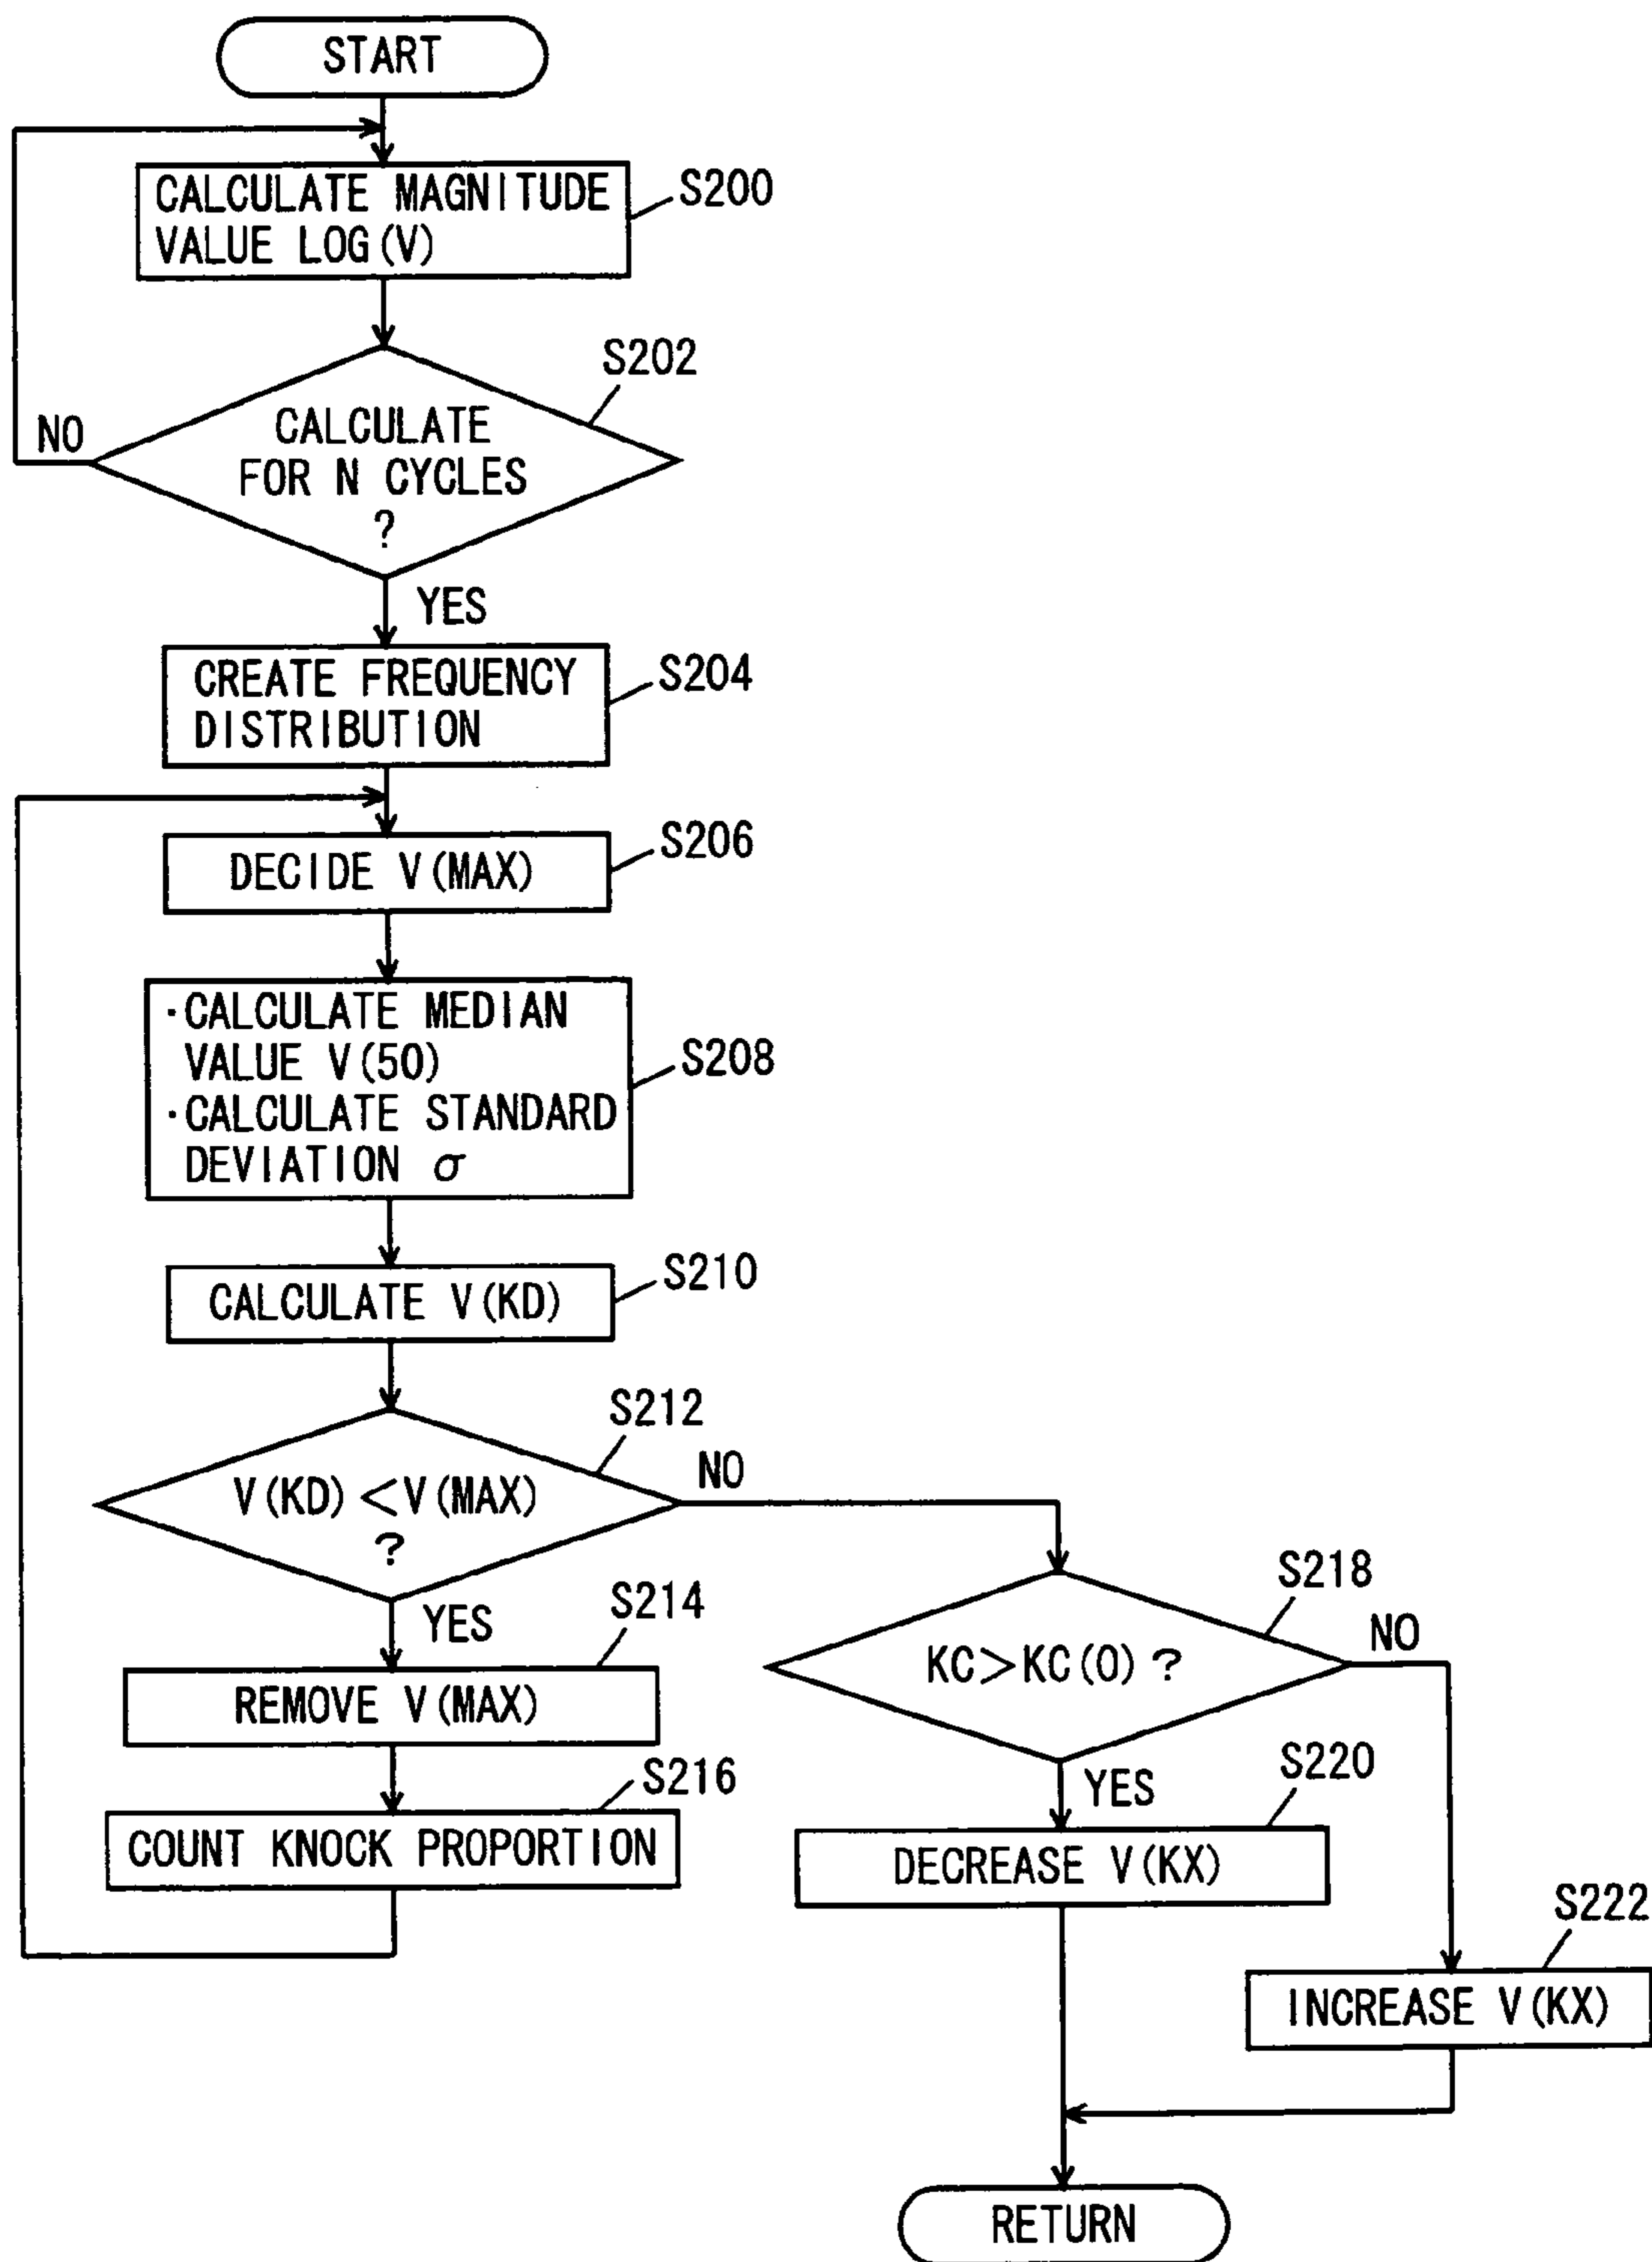 START
CALCULATE MAGNITUDE
VALUE LOG(V)
S200
S202
CALCULATE
FOR N CYCLES
?
NO
YES
CREATE FREQUENCY
DISTRIBUTION
S204
DECIDE V(MAX)
S206
·CALCULATE MEDIAN
VALUE V(50)
·CALCULATE STANDARD
DEVIATION σ
S208
CALCULATE V(KD)
S210
S212
V(KD)<V(MAX)
?
NO
YES
S214
REMOVE V(MAX)
S216
COUNT KNOCK PROPORTION
S218
KC>KC(0)?
NO
YES
S220
DECREASE V(KX)
S222
INCREASE V(KX)
RETURN